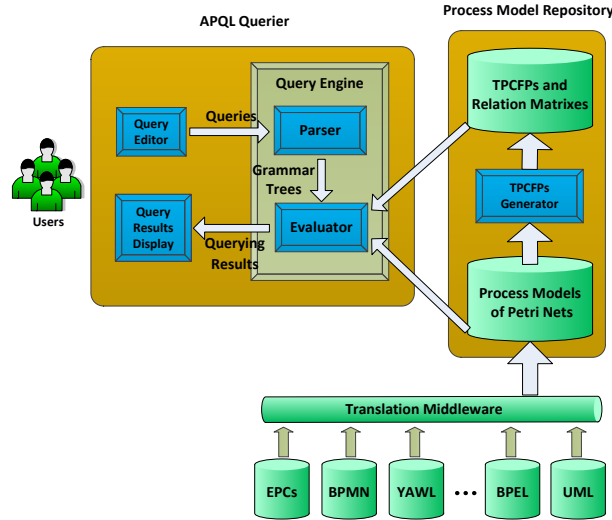 APQL Querier
Process Model Repository
Query Engine
TPCFPs and
Relation Matrixes
Queries
Query
Editor
Parser
Grammar
Trees
TPCFPs
Generator
Users
Query
Results
Display
Evaluator
Querying
Results
Process Models
of Petri Nets
Translation Middleware
EPCs
BPMN
YAWL
...
BPEL
UML